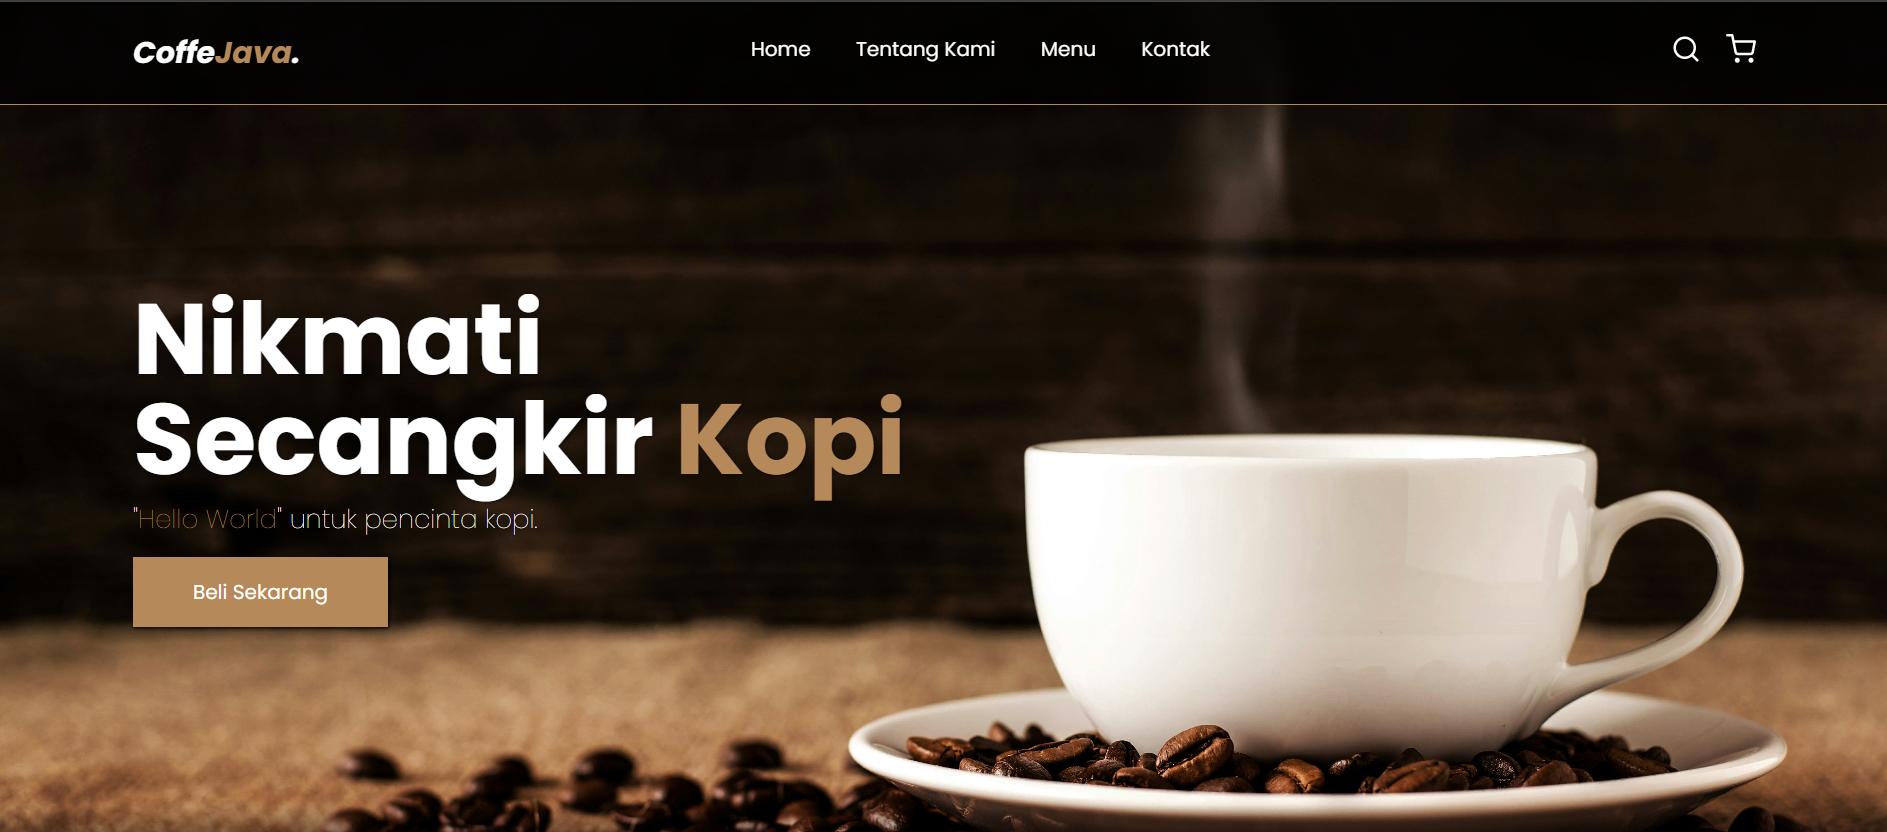 CoffeJava.
Home
Tentang Kami
Menu
Kontak
Nikmati
Secangkir Kopi
"Hello World" untuk pencinta kopi.
Beli Sekarang